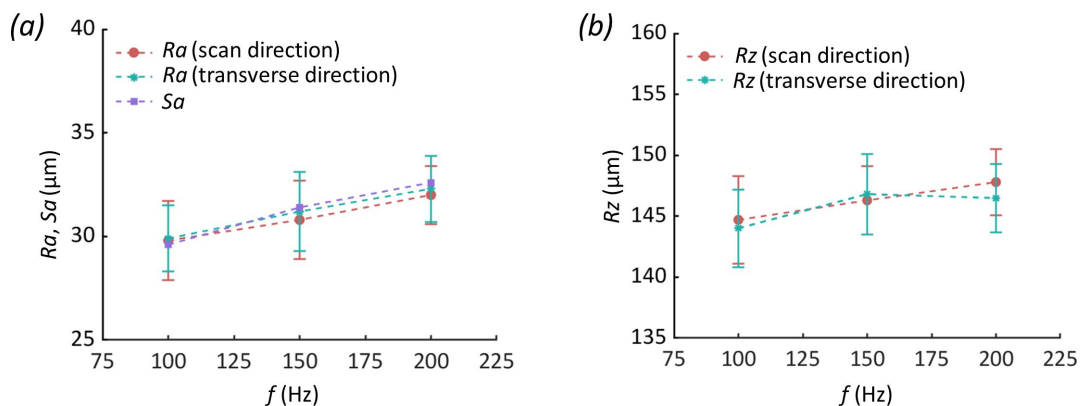 (a)
40
35
30
25
Ra, Sa (µm)
Ra (scan direction)
Ra (transverse direction)
Sa
75 100 125 150 175 200 225
f (Hz)
(b)
160
155
150
145
140
135
Rz (µm)
Rz (scan direction)
Rz (transverse direction)
75 100 125 150 175 200 225
f (Hz)